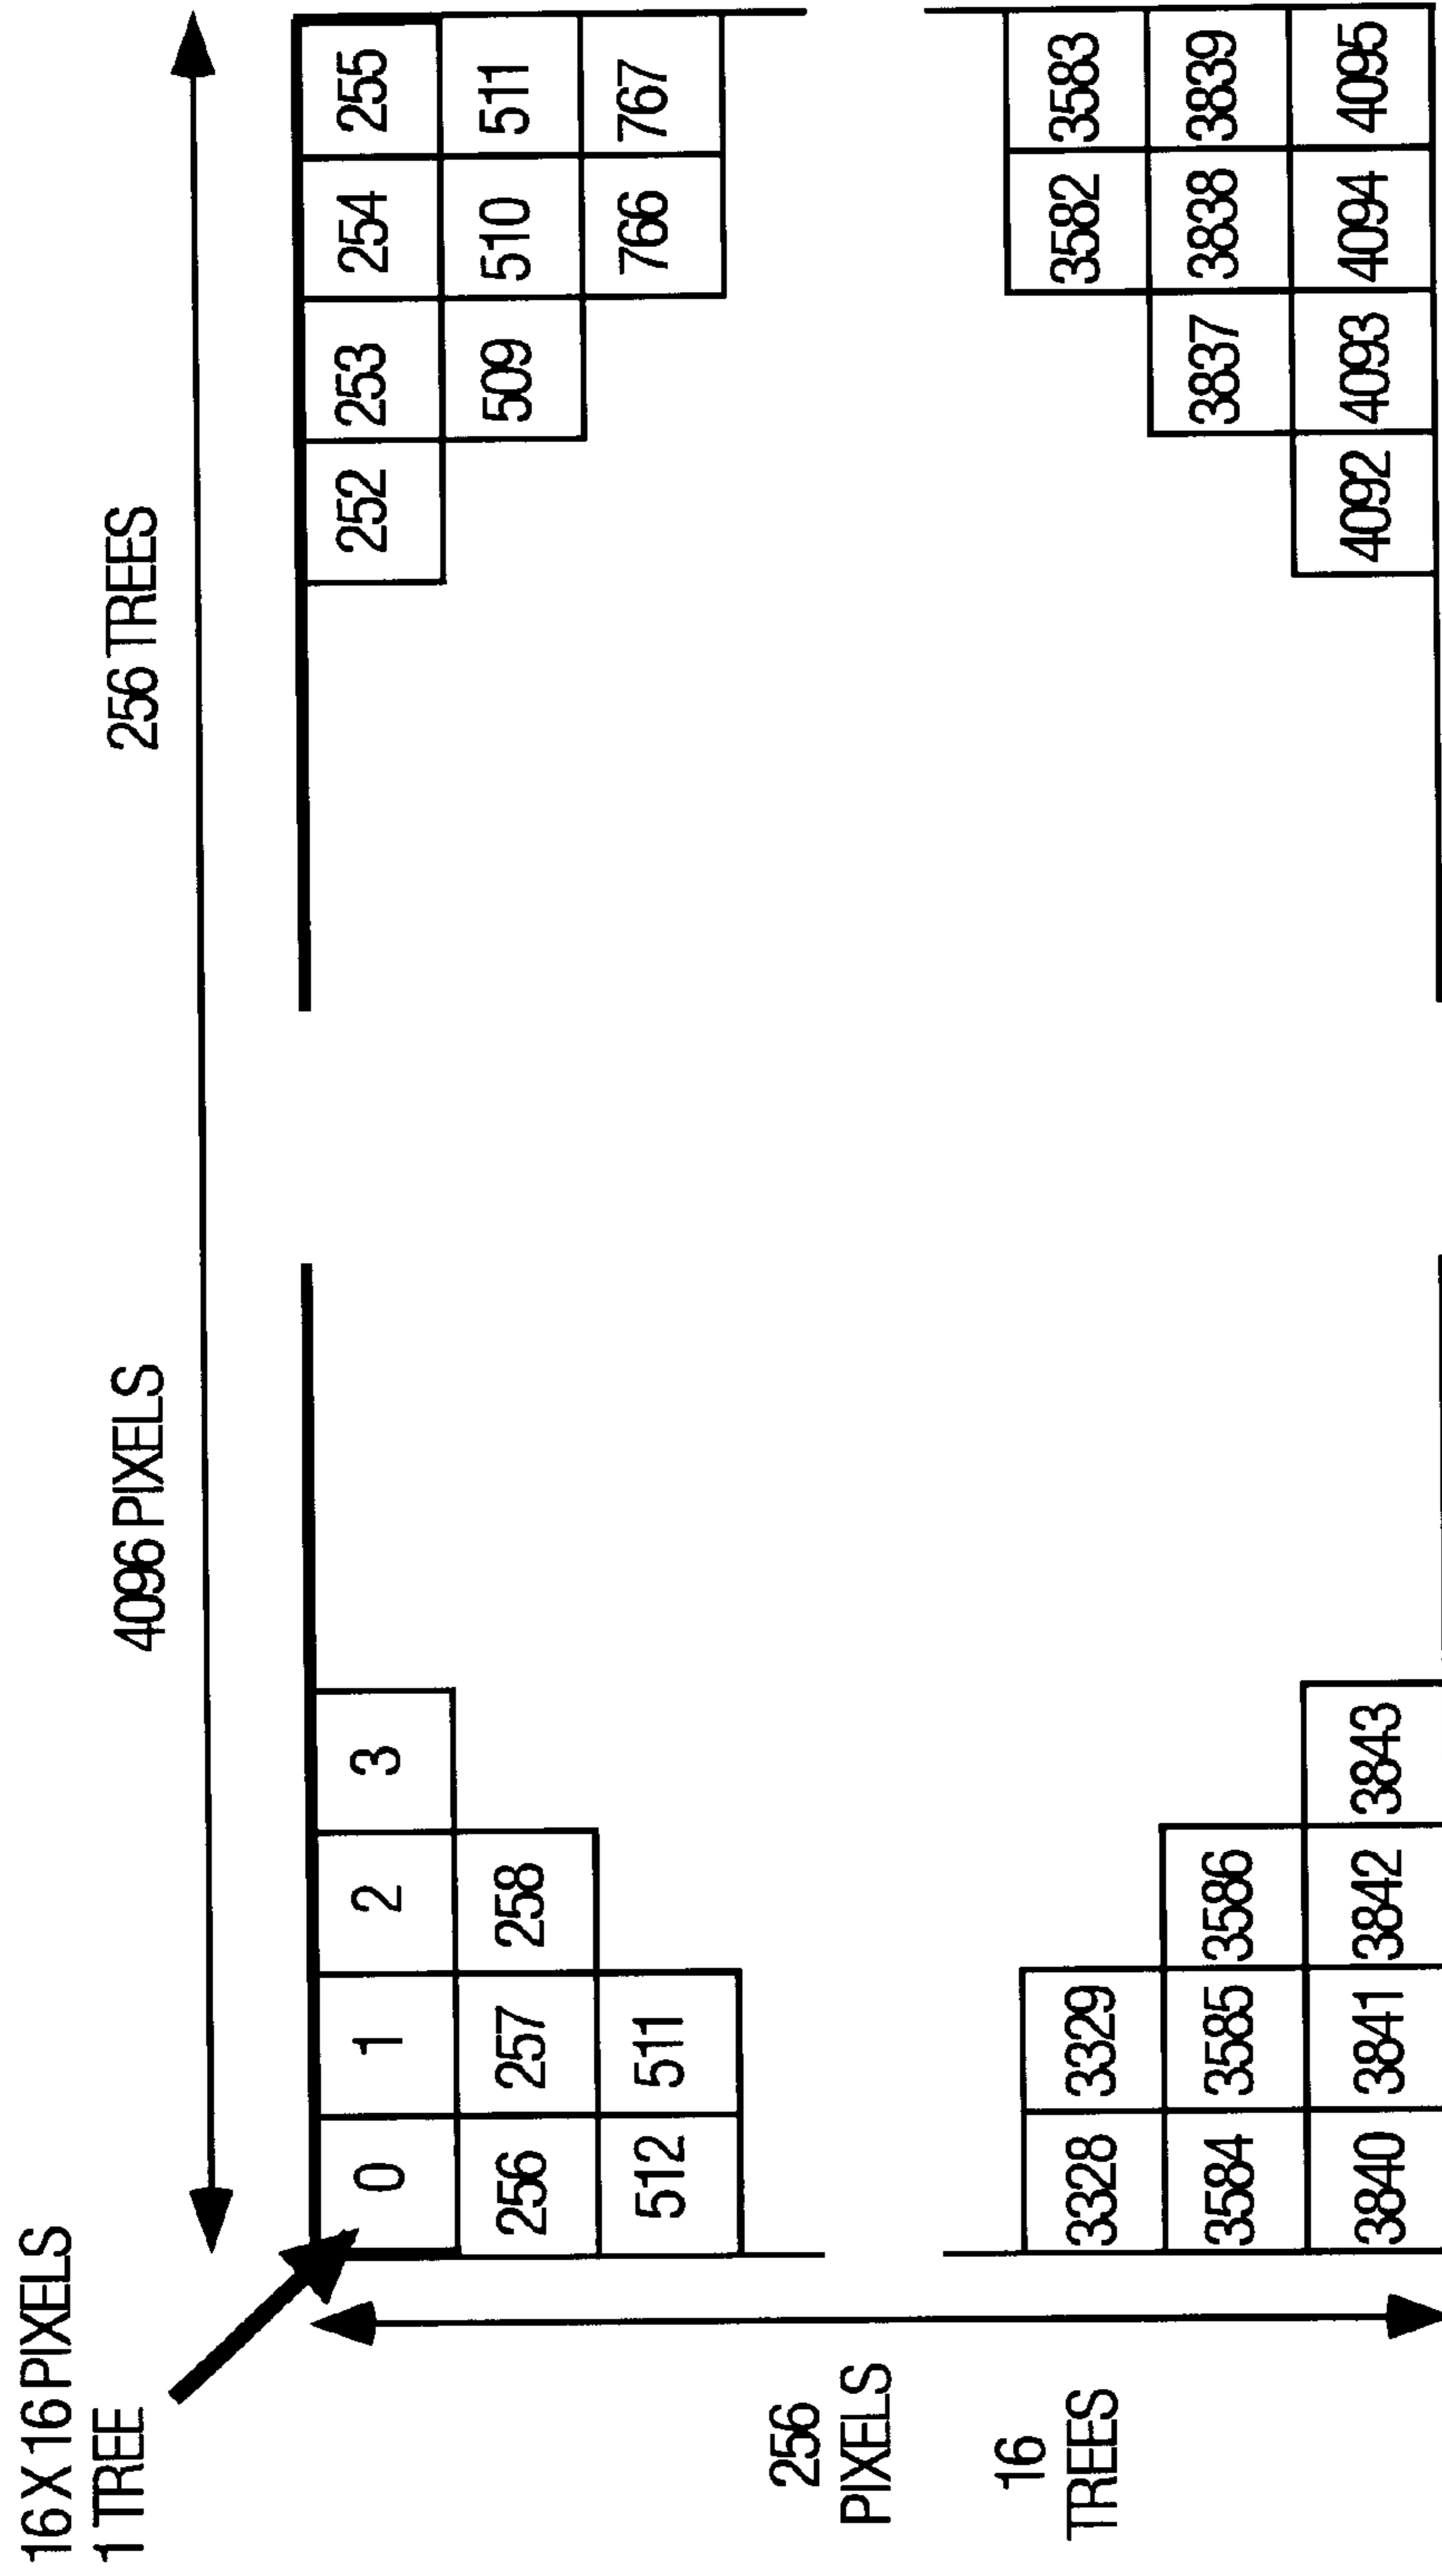 16 X 16 PIXELS
1 TREE
4096 PIXELS
256 TREES
0 1 2 3
252 253 254 255
256 257 258
509 510 511
512 511
766 767
256
PIXELS
16
TREES
3328 3329
3582 3583
3584 3585 3586
3837 3838 3839
3840 3841 3842 3843
4092 4093 4094 4095